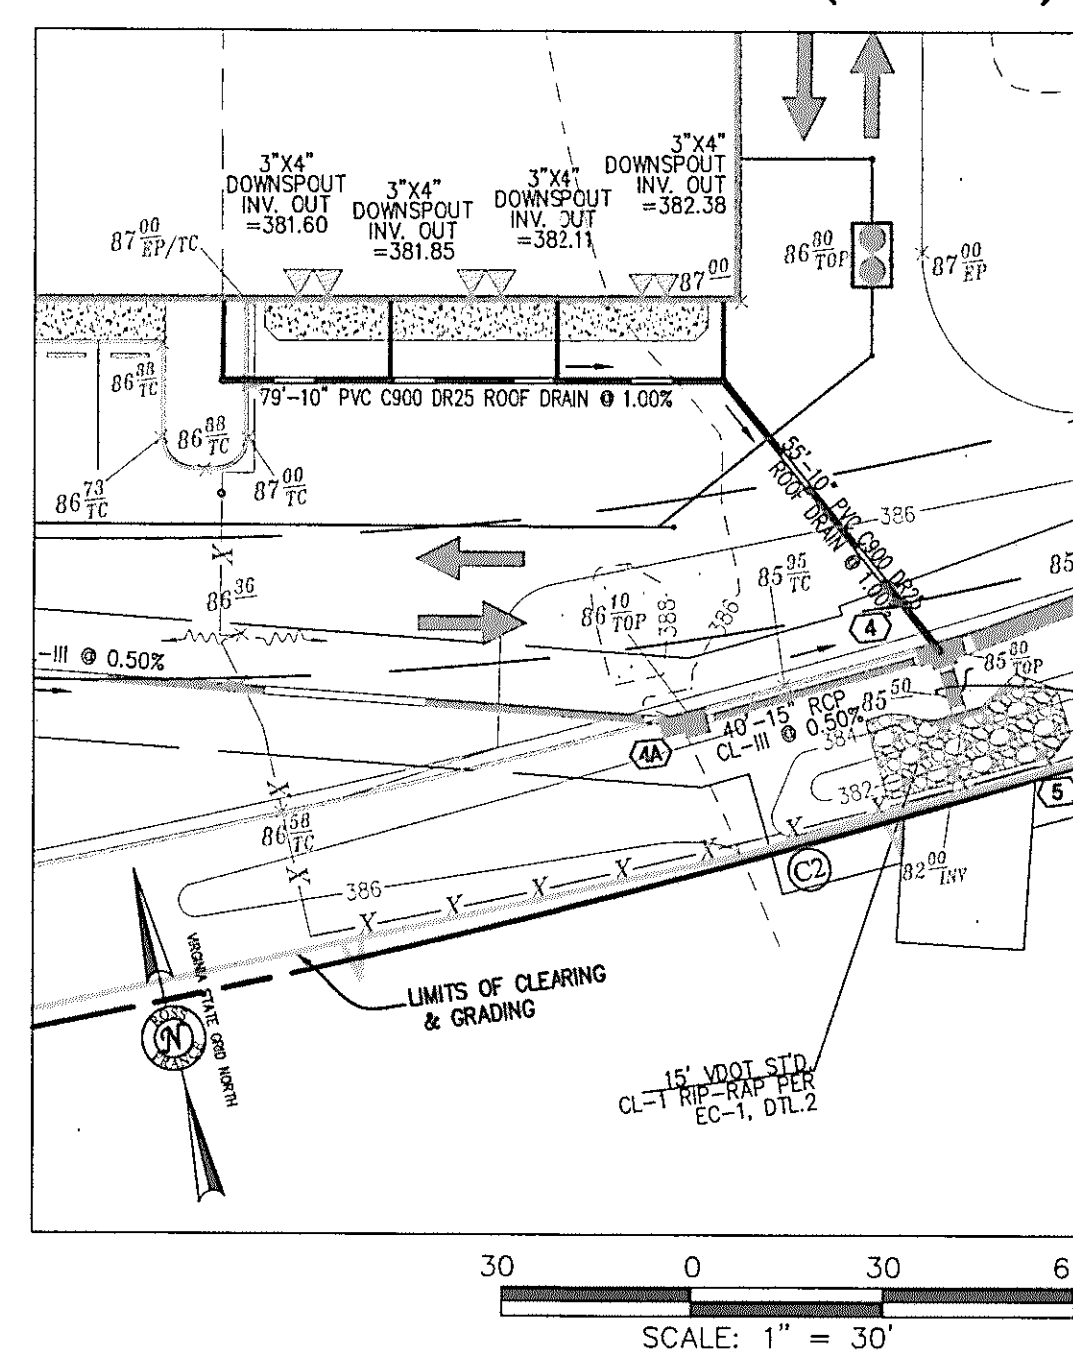 3"X4"
DOWNSPOUT
INV. OUT
=381.60
3"X4"
DOWNSPOUT
INV. OUT
=381.85
3"X4"
DOWNSPOUT
INV. OUT
=382.11
3"X4"
DOWNSPOUT
INV. OUT
=382.38
87 00
EP/TC
87 00
86 80
TOP
87 00
EP
86 88
TC
86 88
TC
86 73
TC
87 00
TC
79'-10" PVC C900 DR25 ROOF DRAIN @ 1.00%
55'-10" PVC C900 DR25
ROOF DRAIN @ 1.00
386
X
86 36
86 10
TOP
388
386
85 95
TC
85
4
-III @ 0.50%
85 80
TOP
85 50
40'-15" RCP
CL-III @ 0.50%
4A
384
382
5
X
86 58
TC
X
386
X X X X X X
C2
82 00
INV
LIMITS OF CLEARING
& GRADING
VIRGINIA STATE GRID NORTH
ROSS
N
FRANCE
15' VDOT ST'D.
CL-1 RIP-RAP PER
EC-1, DTL.2
30 0 30 6
SCALE: 1" = 30'